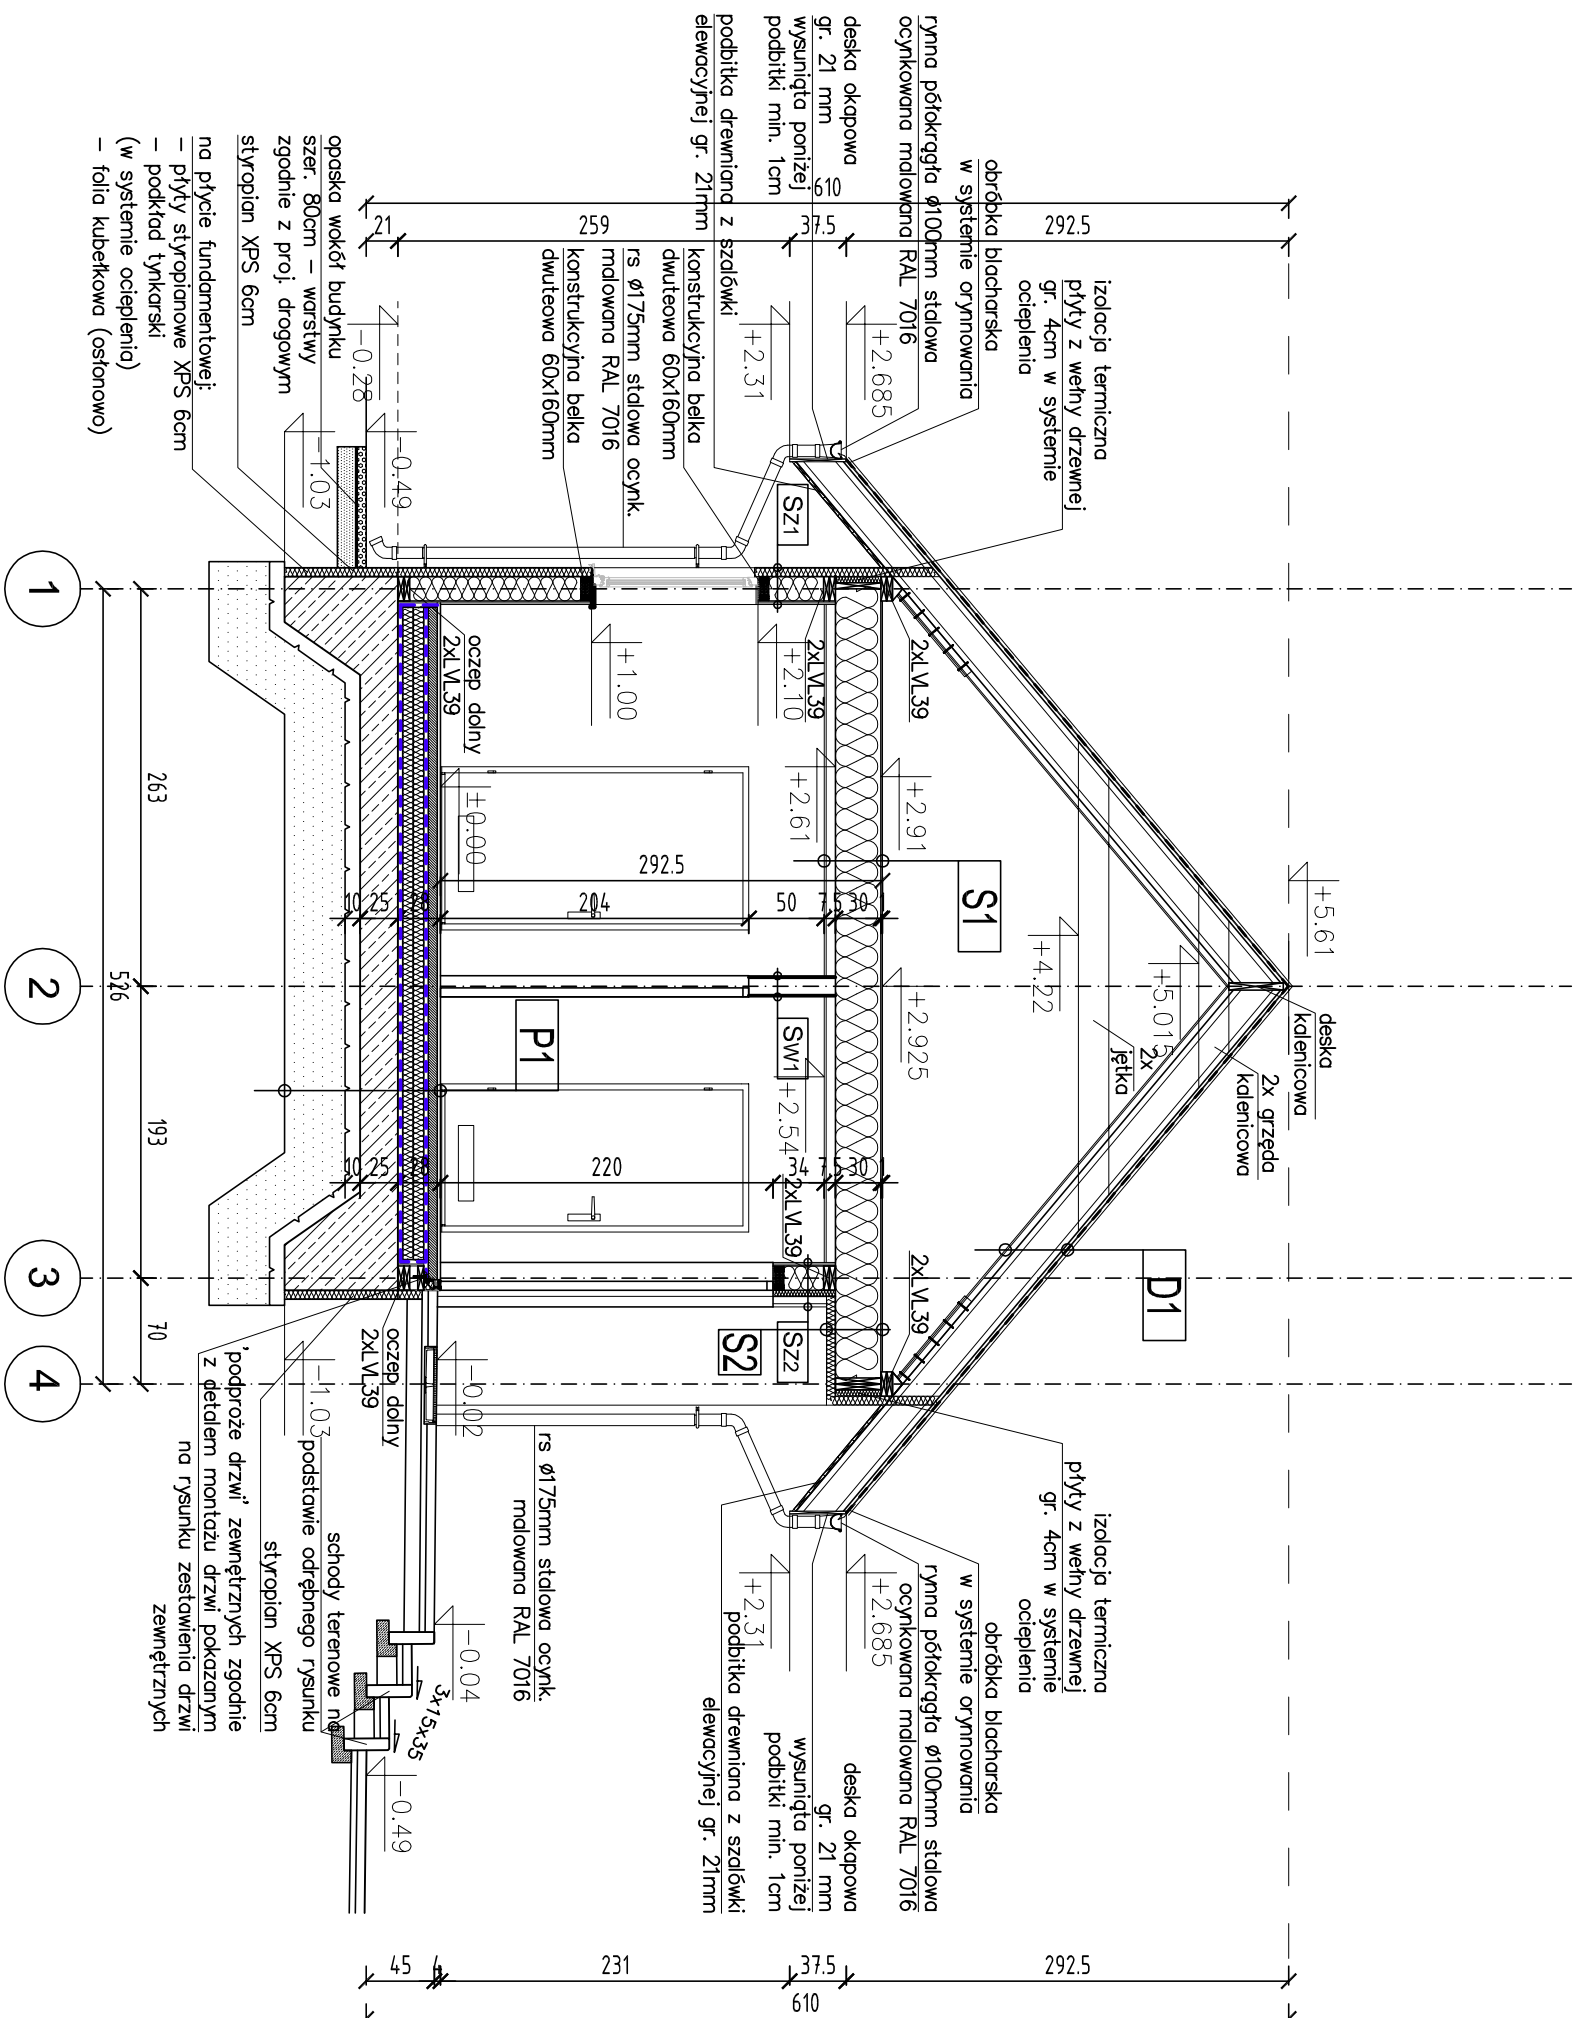 izolacja termiczna
płyty z wełny drzewnej
gr. 4cm w systemie
ocieplenia
obróbka blacharska
w systemie orynnowania
rynna półokrągła ø100mm stalowa
ocynkowana malowana RAL 7016
deska okapowa
gr. 21 mm
wysunięta poniżej
podbitki min. 1cm
podbitka drewniana z szalówki
elewacyjnej gr. 21mm
konstrukcyjna belka
dwuteowa 60x160mm
rs ø175mm stalowa ocynk.
malowana RAL 7016
konstrukcyjna belka
dwuteowa 60x160mm
opaska wokół budynku
szer. 80cm – warstwy
zgodnie z proj. drogowym
styropian XPS 6cm
na płycie fundamentowej:
– płyty styropianowe XPS 6cm
– podkład tynkarski
(w systemie ocieplenia)
– folia kubełkowa (osłonowo)
610
292.5
37.5
259
21
+2.685
+2.31
-0.28
-0.49
-1.03
Sz1
2xLVL39
2xLVL39
+2.10
+1.00
oczep dolny
2xLVL39
±0.00
+2.61
+2.91
+2.925
292.5
30
7.5
50
204
28
25
10
S1
+5.61
+5.015
+4.22
deska
kalenicowa
2x grzęda
kalenicowa
2x
jętka
SW1
+2.54
P1
30
7.5
34
220
28
25
10
2xLVL39
2xLVL39
D1
Sz2
S2
oczep dolny
2xLVL39
-0.02
-1.03
izolacja termiczna
płyty z wełny drzewnej
gr. 4cm w systemie
ocieplenia
obróbka blacharska
w systemie orynnowania
rynna półokrągła ø100mm stalowa
ocynkowana malowana RAL 7016
+2.685
+2.31
deska okapowa
gr. 21 mm
wysunięta poniżej
podbitki min. 1cm
podbitka drewniana z szalówki
elewacyjnej gr. 21mm
rs ø175mm stalowa ocynk.
malowana RAL 7016
-0.04
3x15x35
-0.49
schody terenowe na
podstawie odrębnego rysunku
styropian XPS 6cm
'podproże drzwi' zewnętrznych zgodnie
z detalem montażu drzwi pokazanym
na rysunku zestawienia drzwi
zewnętrznych
292.5
37.5
231
4
45
610
263
193
70
526
1
2
3
4